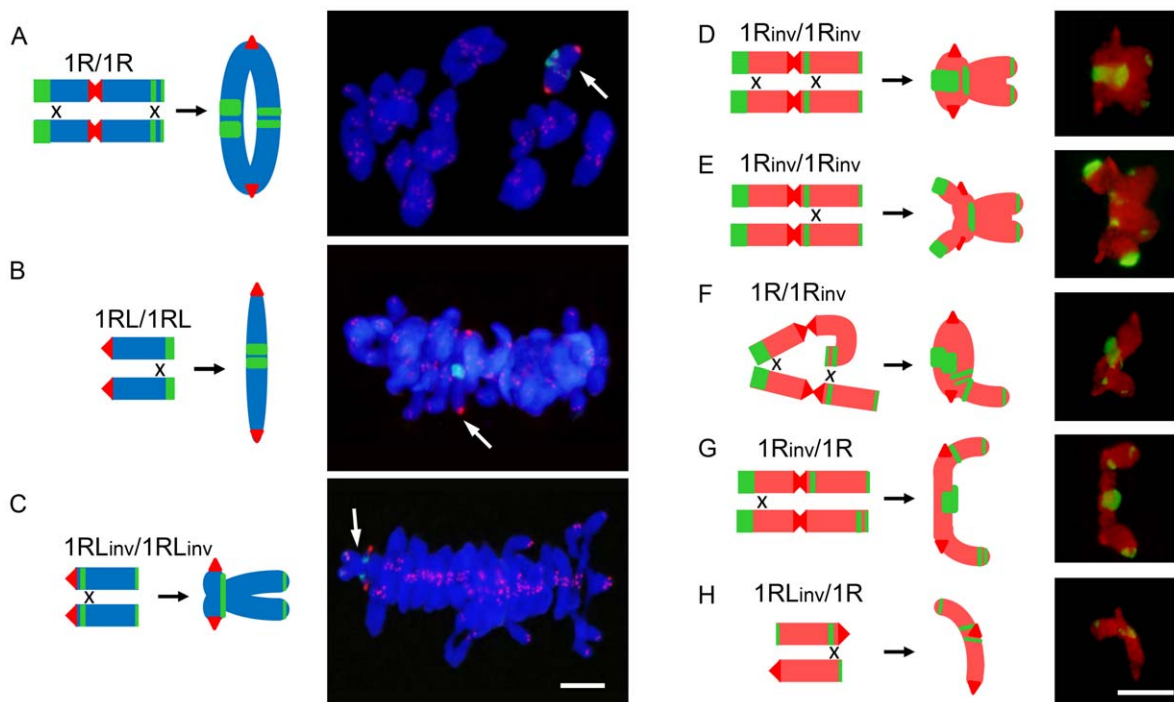 A
1R/1R
x
x
B
1RL/1RL
x
C
1RLinv/1RLinv
x
D
1Rinv/1Rinv
x
x
E
1Rinv/1Rinv
x
F
1R/1Rinv
x
x
G
1Rinv/1R
x
H
1RLinv/1R
x